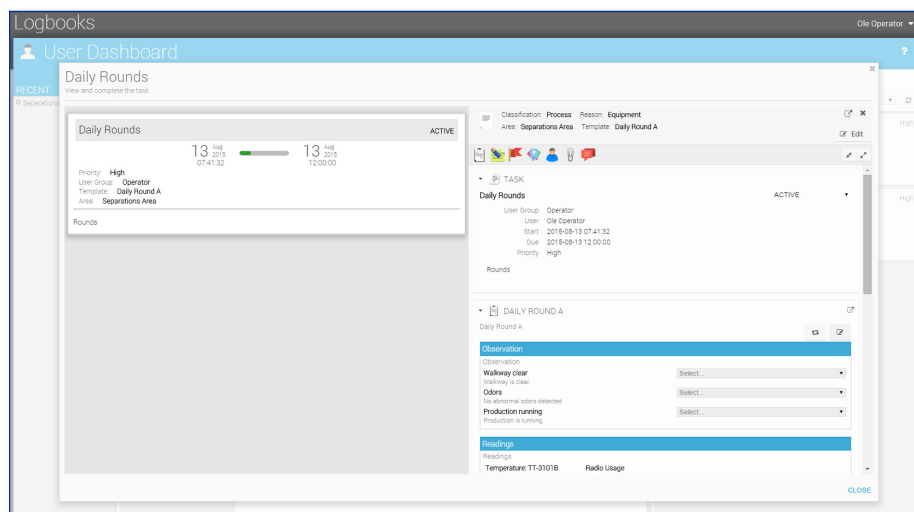 Logbooks
Ole Operator
User Dashboard
?
RECENT
Separations
High
High
Daily Rounds
View and complete the task
Daily Rounds
ACTIVE
13 Aug 2015
07:41:32
13 Aug 2015
12:00:00
Priority: High
User Group: Operator
Template: Daily Round A
Area: Separations Area
Rounds
Classification: Process Reason: Equipment
Area: Separations Area Template: Daily Round A
Edit
TASK
Daily Rounds
ACTIVE
User Group Operator
User Ole Operator
Start 2015-08-13 07:41:32
Due 2015-08-13 12:00:00
Priority High
Rounds
DAILY ROUND A
Daily Round A
Observation
Observation
Walkway clear Select...
Walkway is clear.
Odors Select...
No abnormal odors detected
Production running Select...
Production is running.
Readings
Readings
Temperature: TT-3101B Radio Usage
CLOSE